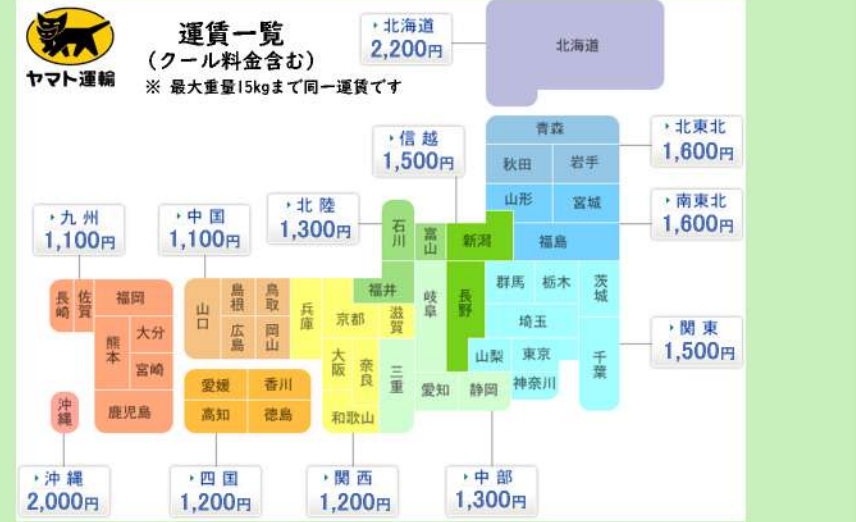 運賃一覧
(クール料金含む)
※ 最大重量15kgまで同一運賃です
ヤマト運輸
北海道
2,200円
北海道
北東北
1,600円
青森
秋田
岩手
信越
1,500円
南東北
1,600円
山形
宮城
福島
北陸
1,300円
九州
1,100円
中国
1,100円
石川
富山
新潟
福井
岐阜
長野
群馬
栃木
茨城
埼玉
山梨
東京
千葉
神奈川
関東
1,500円
長崎
佐賀
福岡
熊本
大分
宮崎
鹿児島
沖縄
山口
島根
鳥取
広島
岡山
兵庫
京都
滋賀
大阪
奈良
三重
和歌山
愛知
静岡
愛媛
香川
高知
徳島
沖縄
2,000円
四国
1,200円
関西
1,200円
中部
1,300円